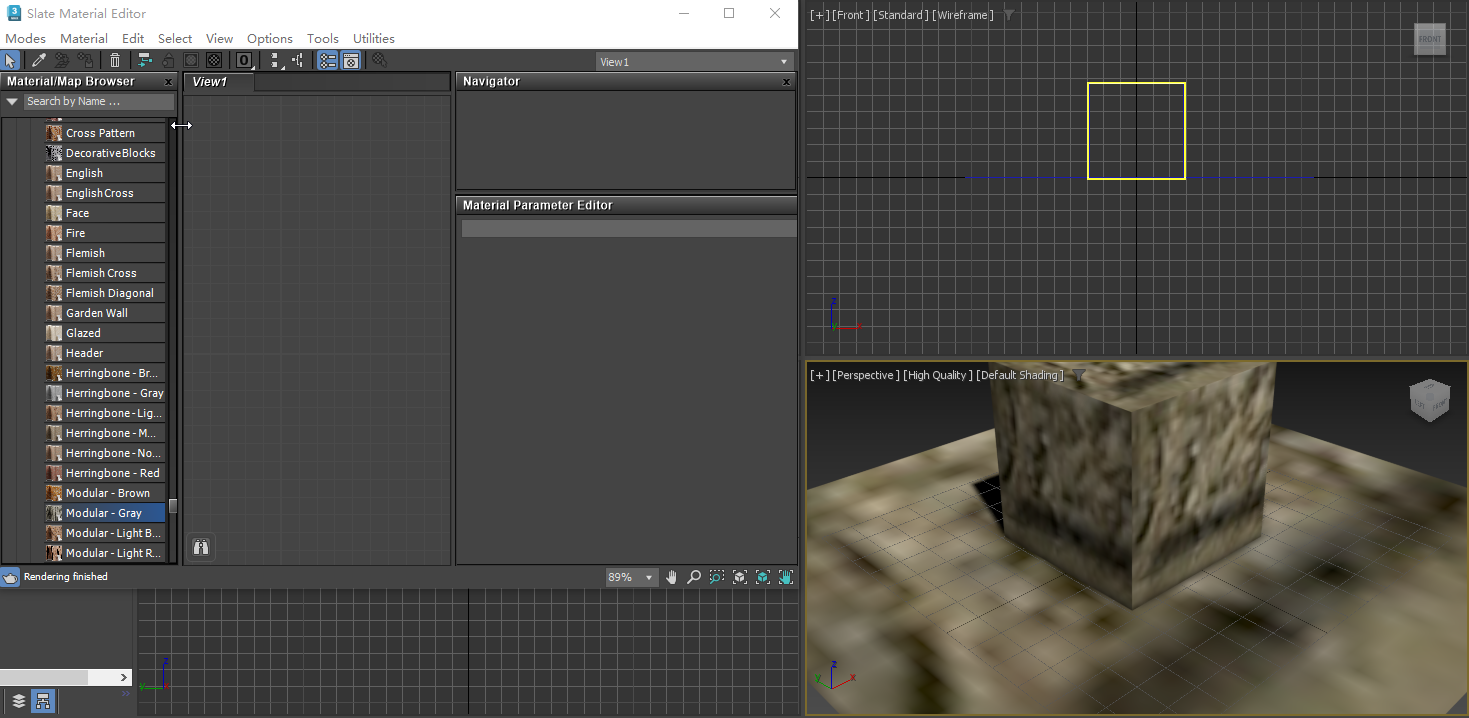 Slate Material Editor
Modes Material Edit Select View Options Tools Utilities
0
View1
Material/Map Browser x
View1
Navigator x
Search by Name ...
Cross Pattern
DecorativeBlocks
English
English Cross
Face
Fire
Flemish
Flemish Cross
Flemish Diagonal
Garden Wall
Glazed
Header
Herringbone - Br...
Herringbone - Gray
Herringbone - Lig...
Herringbone - M...
Herringbone - No...
Herringbone - Red
Modular - Brown
Modular - Gray
Modular - Light B...
Modular - Light R...
Material Parameter Editor
Rendering finished
89%
z
y
[+] [Front] [Standard] [Wireframe]
FRONT
z
y x
[+] [Perspective] [High Quality] [Default Shading]
LEFT FRONT
z
y x